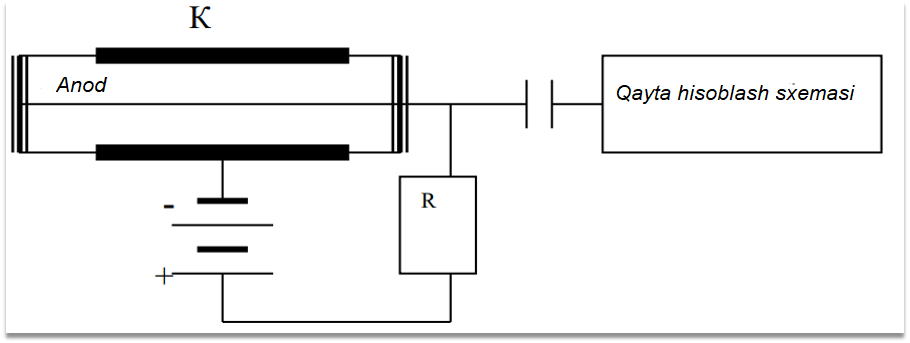 К
Anod
Qayta hisoblash sxemasi
-
R
+